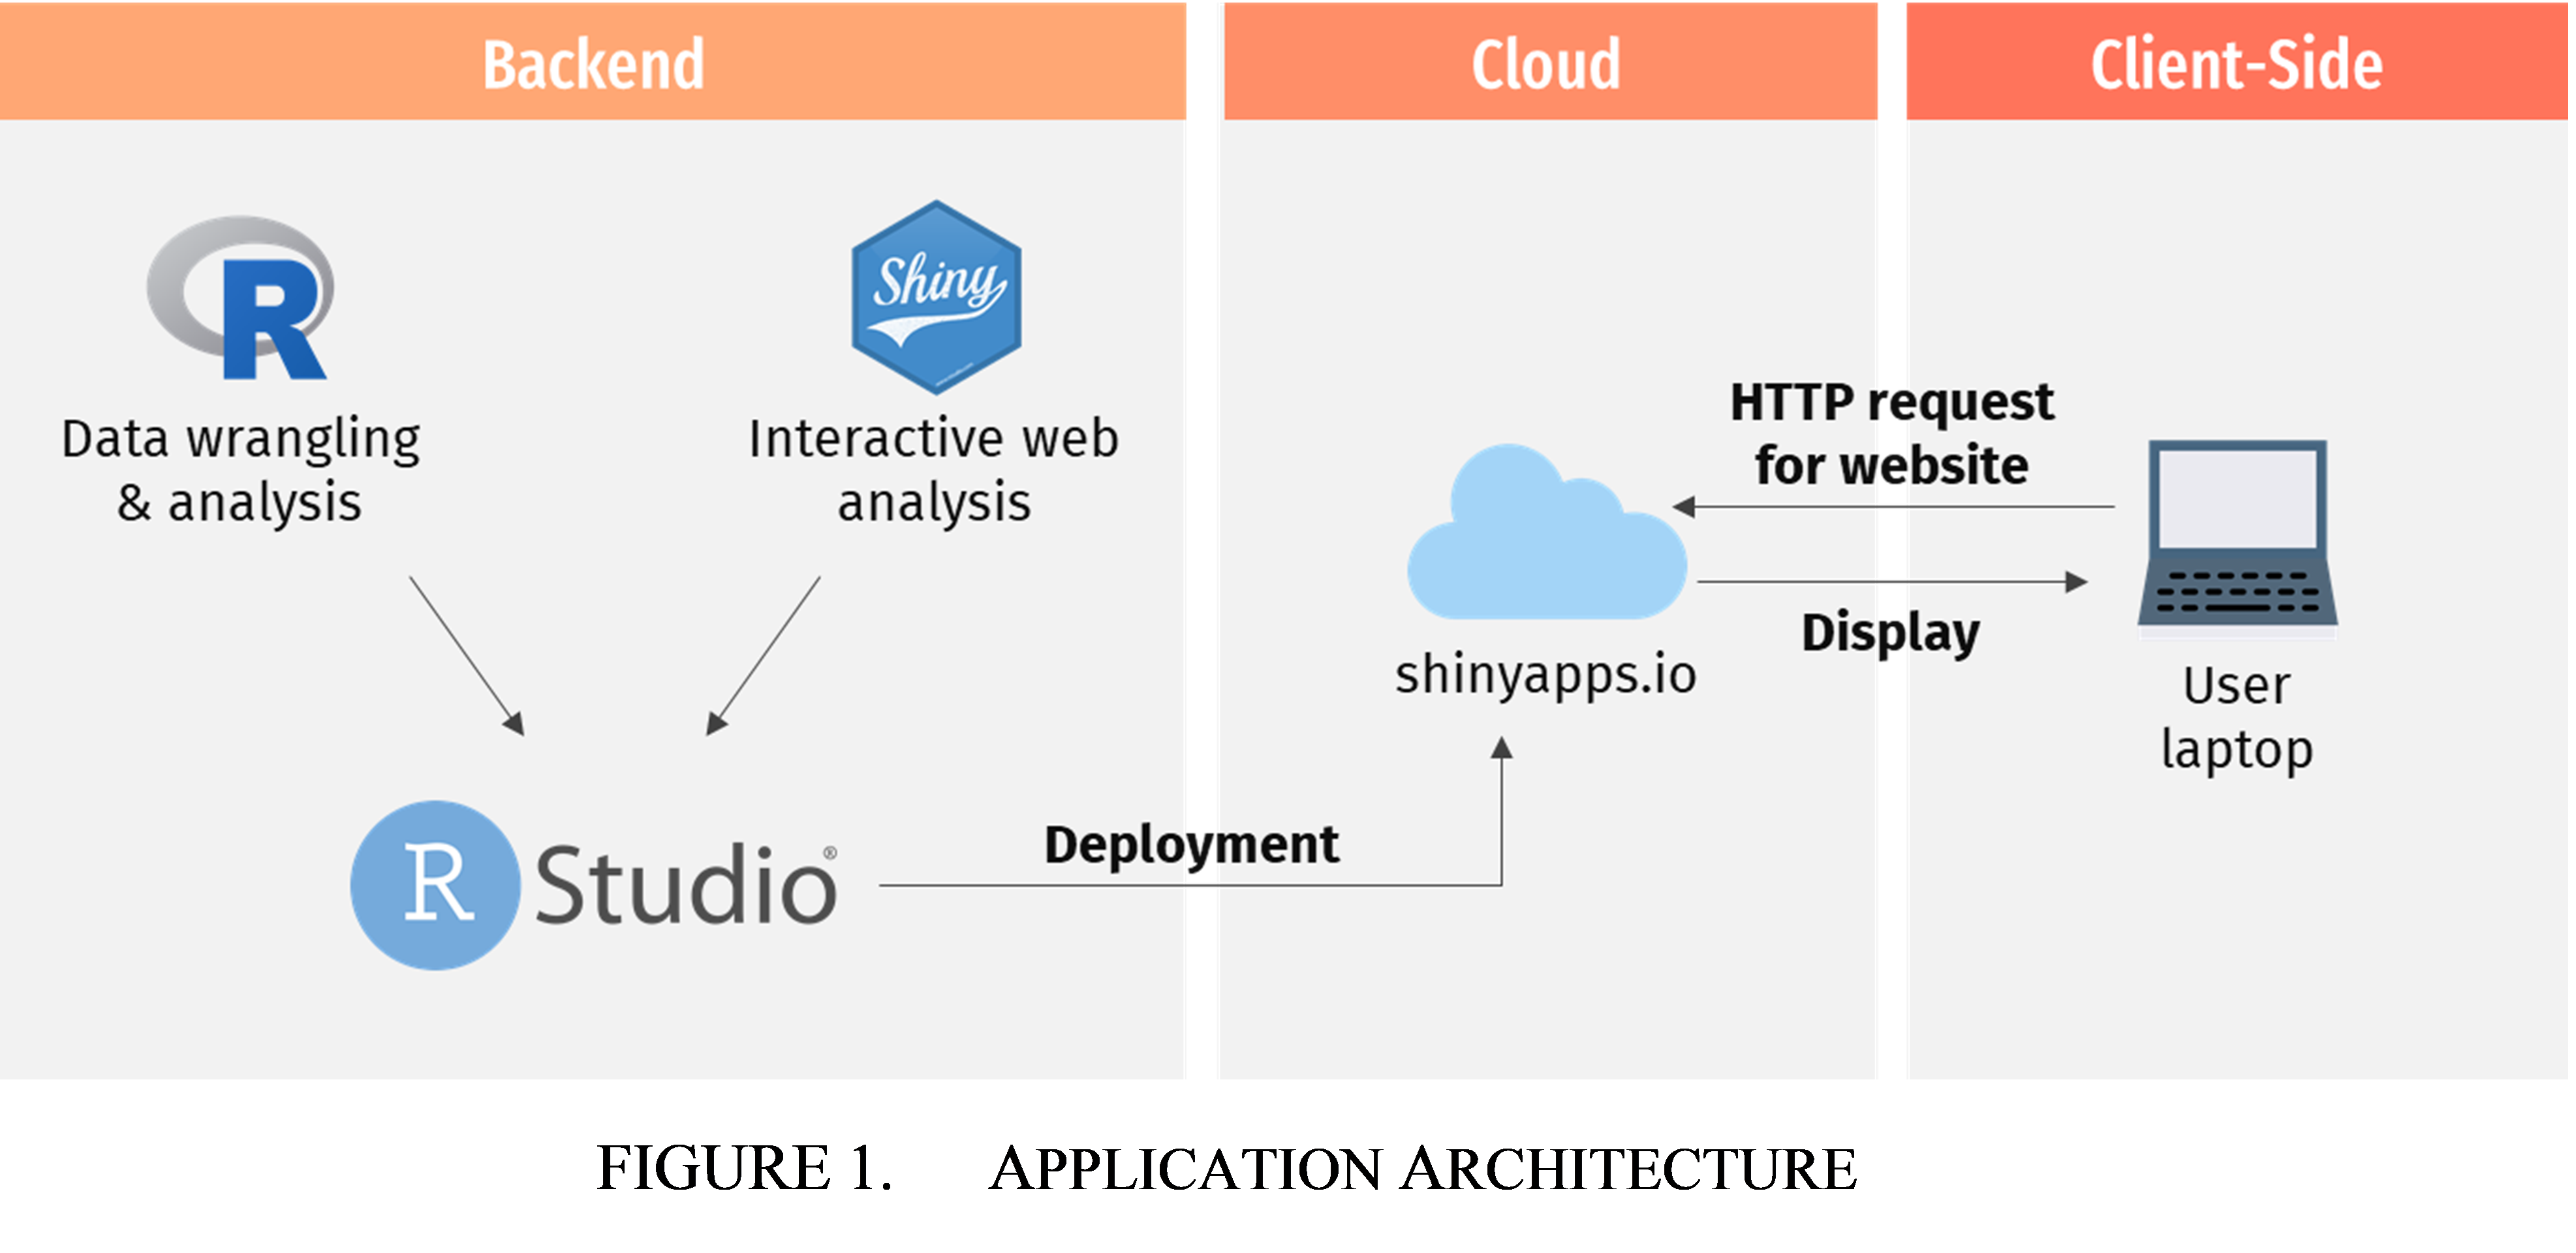 Backend
Cloud
Client-Side
R
Data wrangling
& analysis
Shiny
Interactive web
analysis
HTTP request
for website
Display
shinyapps.io
User
laptop
R Studio®
Deployment
FIGURE 1. APPLICATION ARCHITECTURE